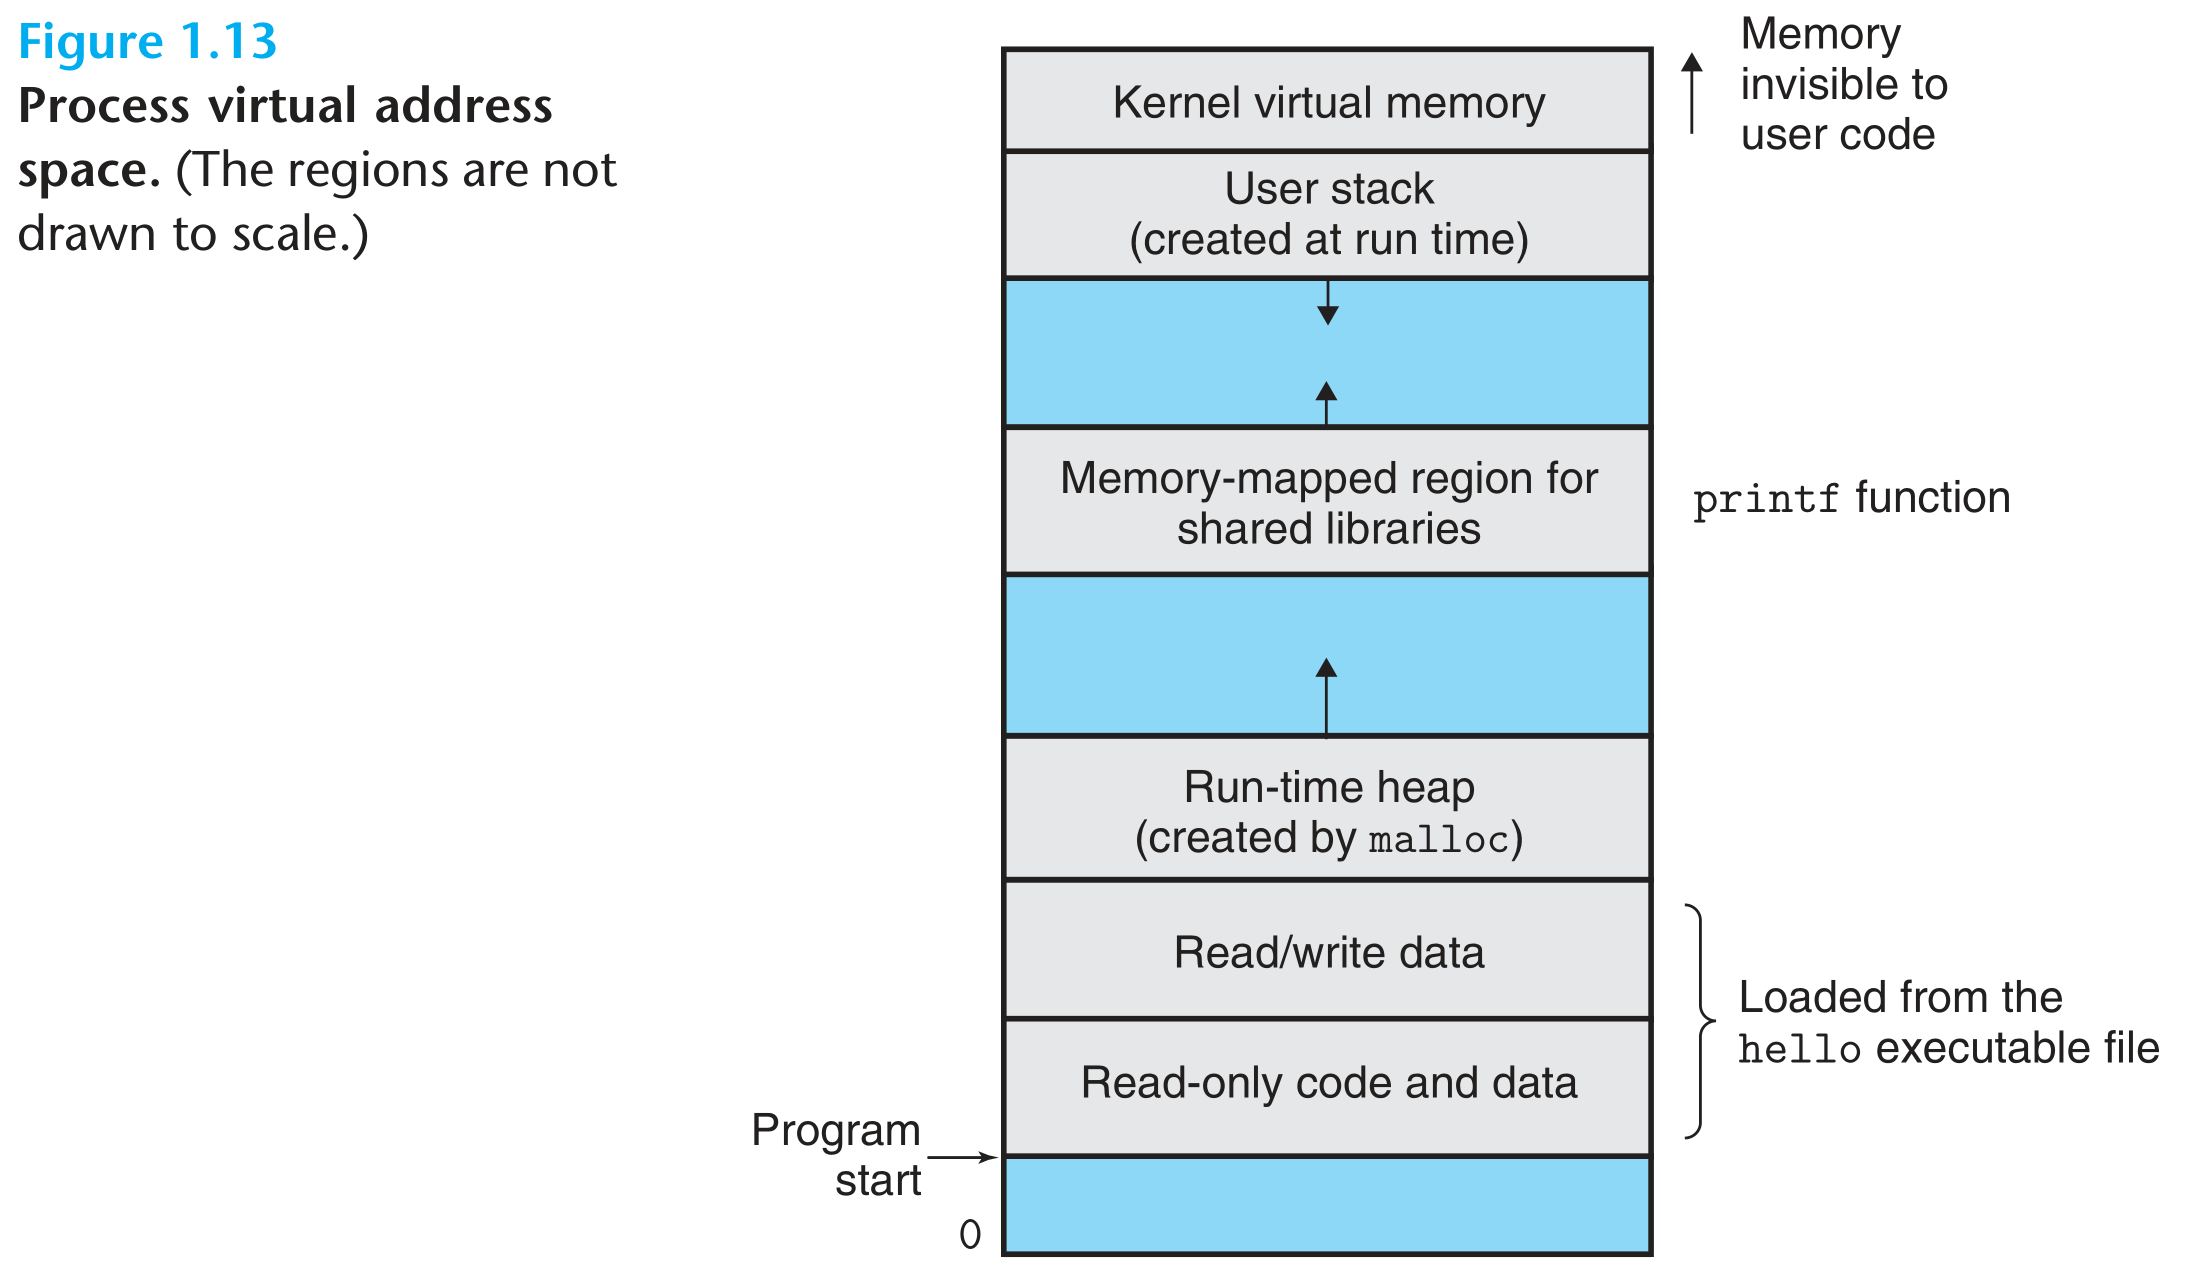 Figure 1.13
Process virtual address
space. (The regions are not
drawn to scale.)
Kernel virtual memory
Memory
invisible to
user code
User stack
(created at run time)
Memory-mapped region for
shared libraries
printf function
Run-time heap
(created by malloc)
Read/write data
Read-only code and data
Loaded from the
hello executable file
Program
start
0